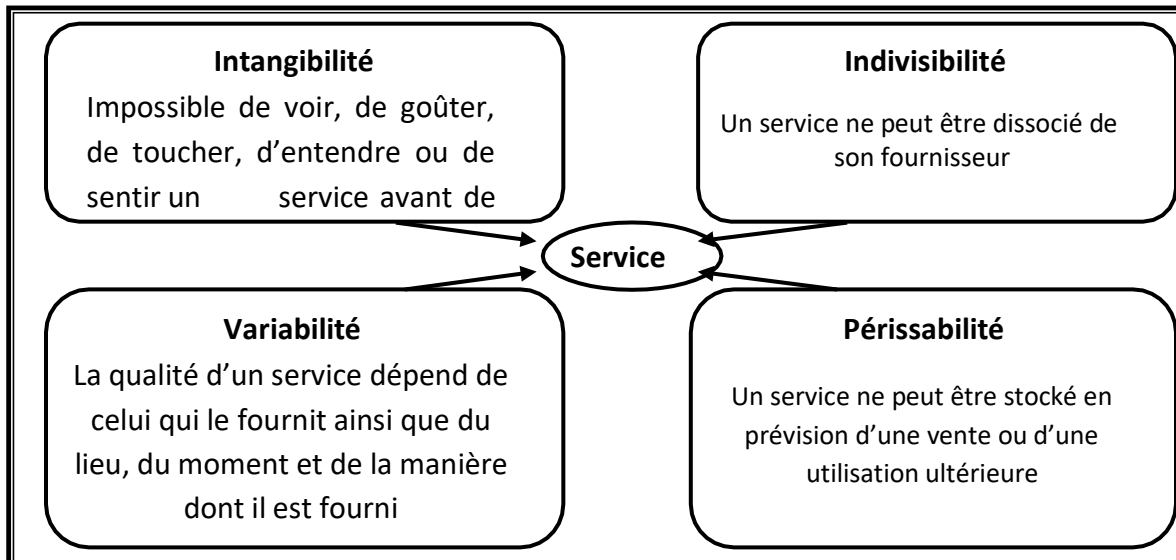 Intangibilité
Impossible de voir, de goûter,
de toucher, d’entendre ou de
sentir un service avant de
Indivisibilité
Un service ne peut être dissocié de
son fournisseur
Service
Variabilité
La qualité d’un service dépend de
celui qui le fournit ainsi que du
lieu, du moment et de la manière
dont il est fourni
Périssabilité
Un service ne peut être stocké en
prévision d’une vente ou d’une
utilisation ultérieure